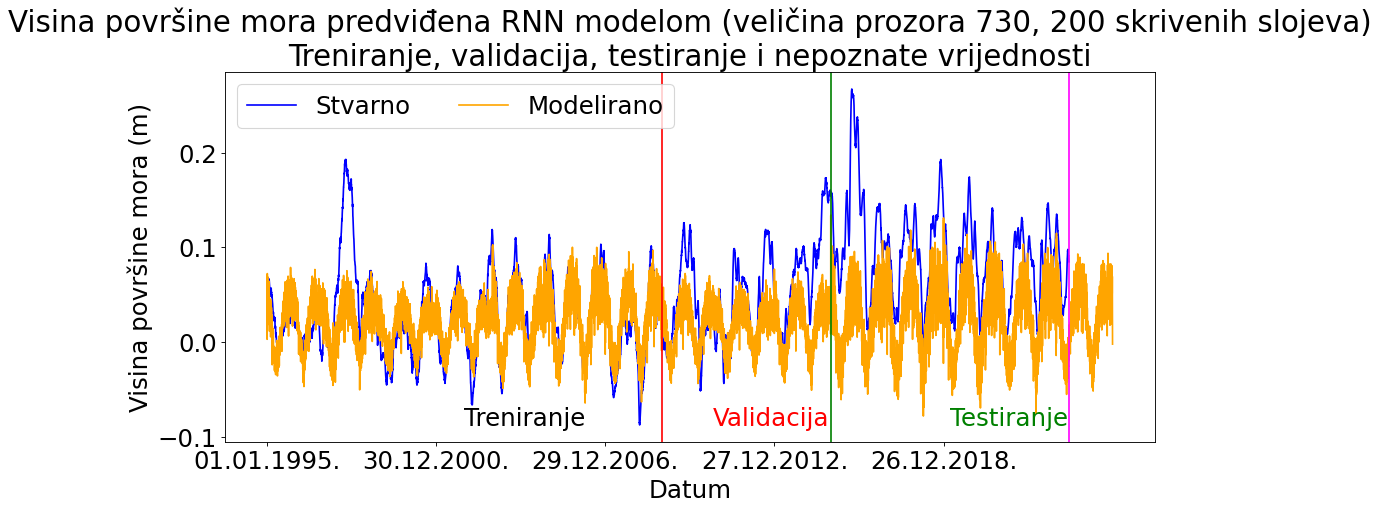 Visina površine mora predviđena RNN modelom (veličina prozora 730, 200 skrivenih slojeva)
Treniranje, validacija, testiranje i nepoznate vrijednosti
Stvarno Modelirano
Visina površine mora (m)
0.2
0.1
0.0
−0.1
Treniranje Validacija Testiranje
01.01.1995. 30.12.2000. 29.12.2006. 27.12.2012. 26.12.2018.
Datum